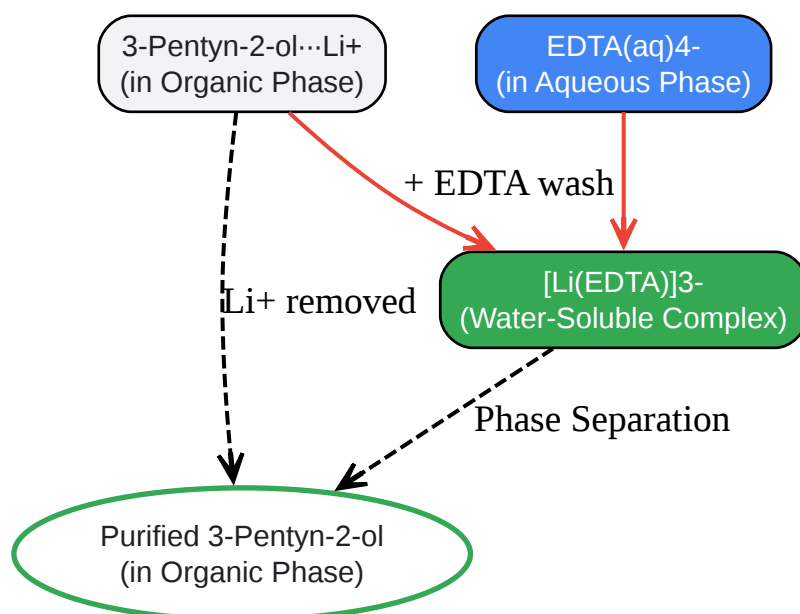 3-Pentyn-2-ol···Li+
(in Organic Phase)
EDTA(aq)4-
(in Aqueous Phase)
+ EDTA wash
[Li(EDTA)]3-
(Water-Soluble Complex)
Li+ removed
Phase Separation
Purified 3-Pentyn-2-ol
(in Organic Phase)